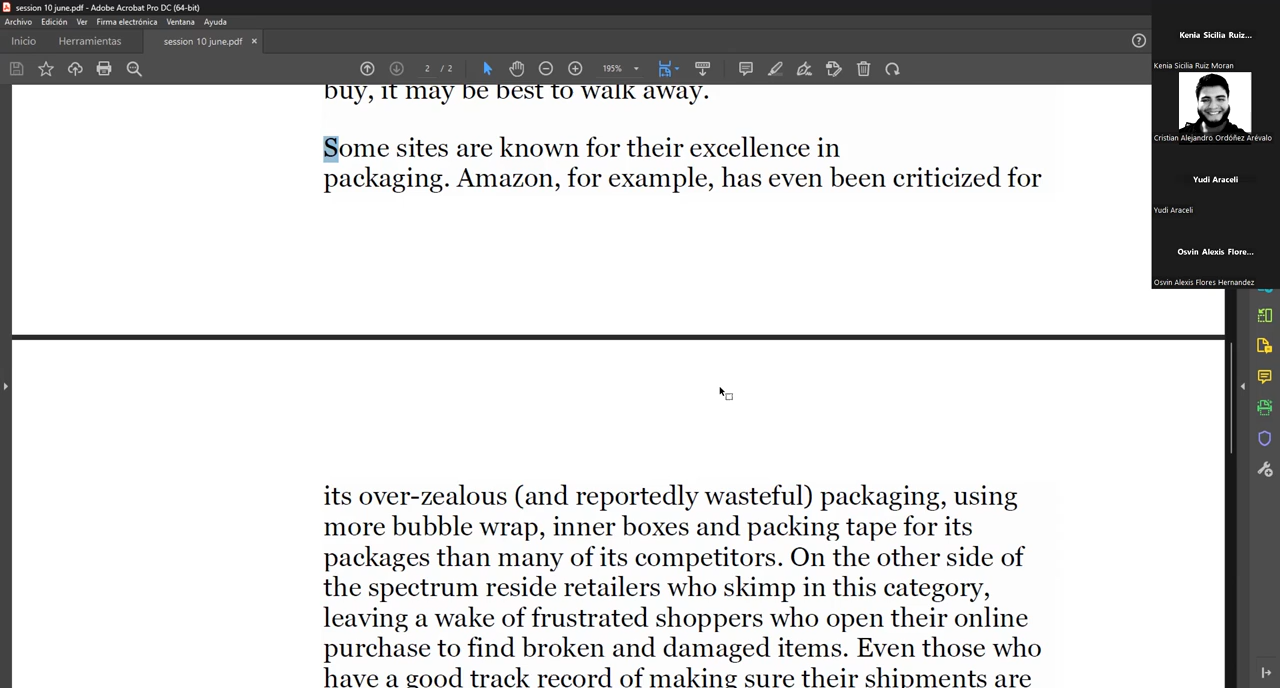 session 10 june.pdf - Adobe Acrobat Pro DC (64-bit)
Archivo Edición Ver Firma electrónica Ventana Ayuda
Inicio Herramientas session 10 june.pdf ×
2 / 2 195%
buy, it may be best to walk away.
Some sites are known for their excellence in
packaging. Amazon, for example, has even been criticized for
its over-zealous (and reportedly wasteful) packaging, using
more bubble wrap, inner boxes and packing tape for its
packages than many of its competitors. On the other side of
the spectrum reside retailers who skimp in this category,
leaving a wake of frustrated shoppers who open their online
purchase to find broken and damaged items. Even those who
have a good track record of making sure their shipments are
Kenia Sicilia Ruiz...
Kenia Sicilia Ruiz Moran
Cristian Alejandro Ordóñez Arévalo
Yudi Araceli
Yudi Araceli
Osvin Alexis Flore...
Osvin Alexis Flores Hernandez